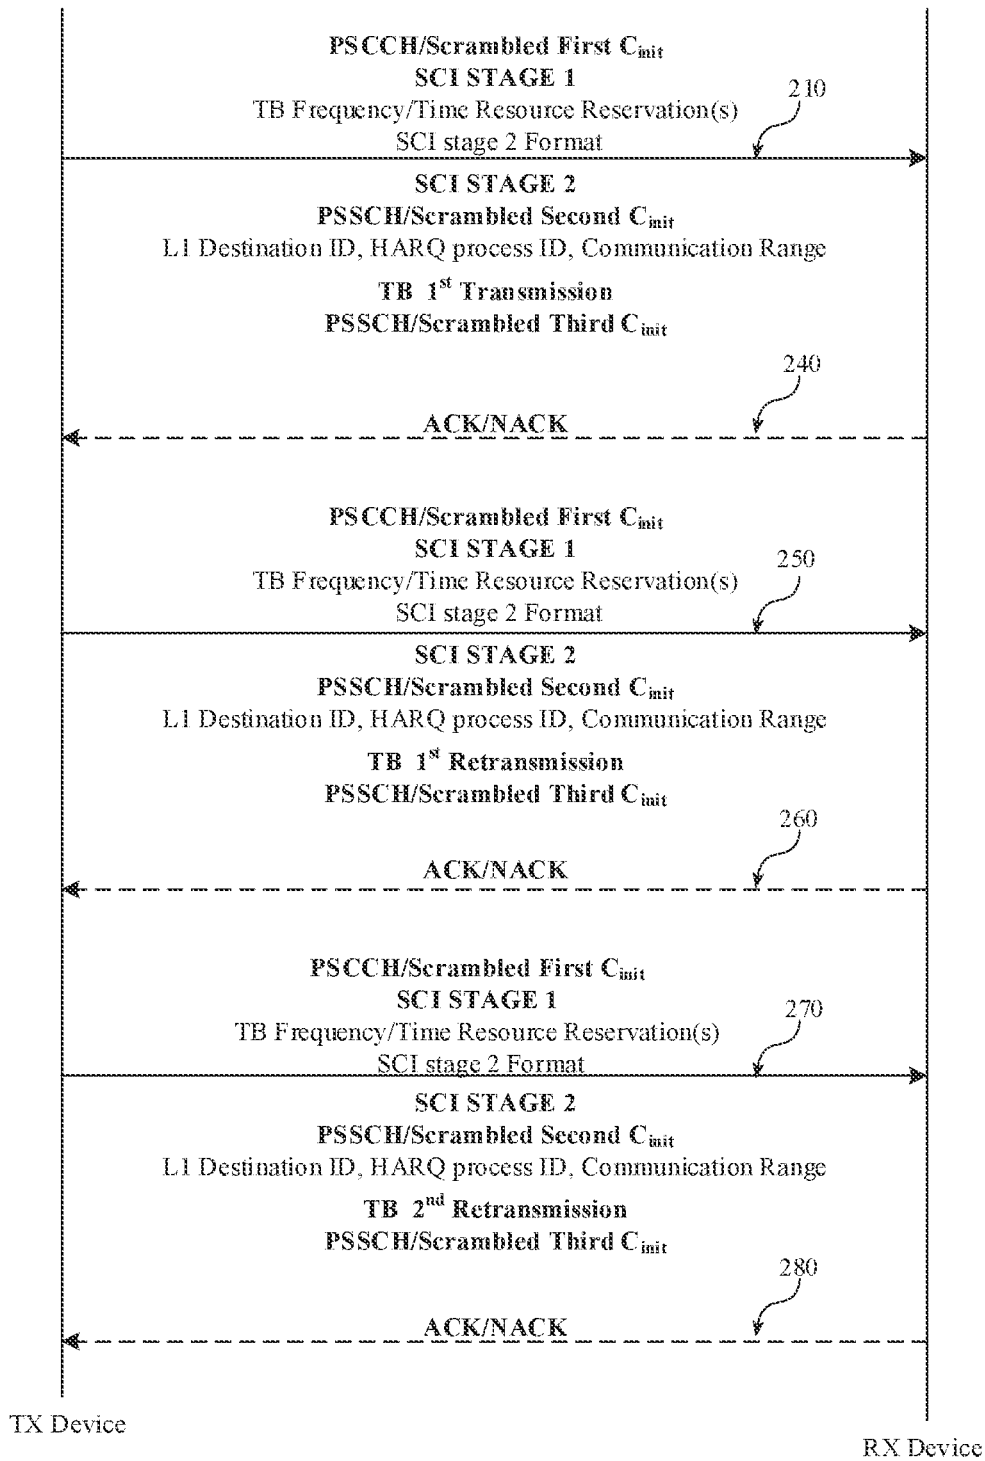 PSCCH/Scrambled First Cinit
SCI STAGE 1
210
TB Frequency/Time Resource Reservation(s)
SCI stage 2 Format
SCI STAGE 2
PSSCH/Scrambled Second Cinit
L1 Destination ID, HARQ process ID, Communication Range
TB 1st Transmission
PSSCH/Scrambled Third Cinit
240
ACK/NACK
PSCCH/Scrambled First Cinit
SCI STAGE 1
250
TB Frequency/Time Resource Reservation(s)
SCI stage 2 Format
SCI STAGE 2
PSSCH/Scrambled Second Cinit
L1 Destination ID, HARQ process ID, Communication Range
TB 1st Retransmission
PSSCH/Scrambled Third Cinit
260
ACK/NACK
PSCCH/Scrambled First Cinit
SCI STAGE 1
270
TB Frequency/Time Resource Reservation(s)
SCI stage 2 Format
SCI STAGE 2
PSSCH/Scrambled Second Cinit
L1 Destination ID, HARQ process ID, Communication Range
TB 2nd Retransmission
PSSCH/Scrambled Third Cinit
280
ACK/NACK
TX Device
RX Device